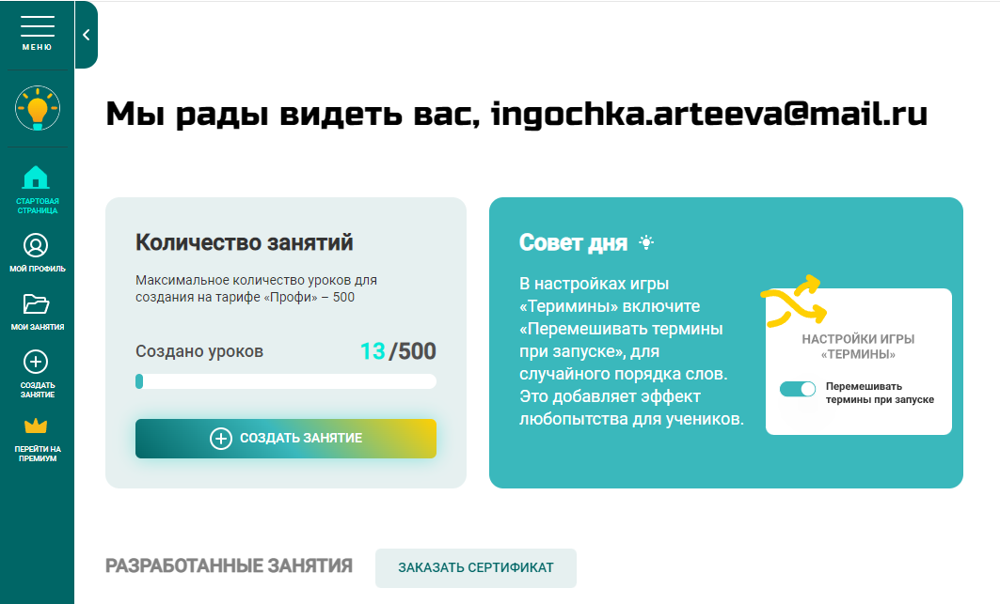 МЕНЮ
СТАРТОВАЯ
СТРАНИЦА
МОЙ ПРОФИЛЬ
МОИ ЗАНЯТИЯ
СОЗДАТЬ
ЗАНЯТИЕ
ПЕРЕЙТИ НА
ПРЕМИУМ
Мы рады видеть вас, ingochka.arteeva@mail.ru
Количество занятий
Максимальное количество уроков для
создания на тарифе «Профи» – 500
Создано уроков 13/500
СОЗДАТЬ ЗАНЯТИЕ
Совет дня
В настройках игры
«Теримины» включите
«Перемешивать термины
при запуске», для
случайного порядка слов.
Это добавляет эффект
любопытства для учеников.
НАСТРОЙКИ ИГРЫ
«ТЕРМИНЫ»
Перемешивать
термины при запуске
РАЗРАБОТАННЫЕ ЗАНЯТИЯ
ЗАКАЗАТЬ СЕРТИФИКАТ